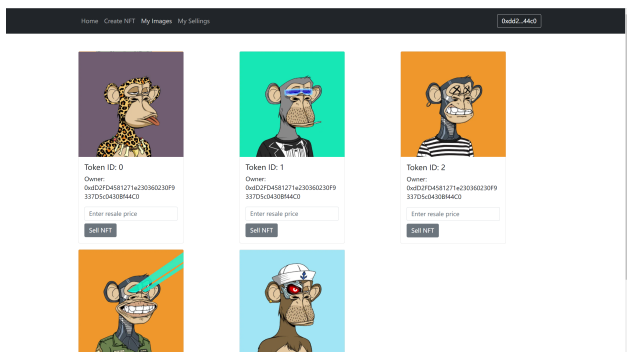 Home Create NFT My Images My Sellings 0xdd2...44c0
Token ID: 0
Owner:
0xdD2FD4581271e230360230F9
337D5c0430Bf44C0
Enter resale price
Sell NFT
Token ID: 1
Owner:
0xdD2FD4581271e230360230F9
337D5c0430Bf44C0
Enter resale price
Sell NFT
Token ID: 2
Owner:
0xdD2FD4581271e230360230F9
337D5c0430Bf44C0
Enter resale price
Sell NFT